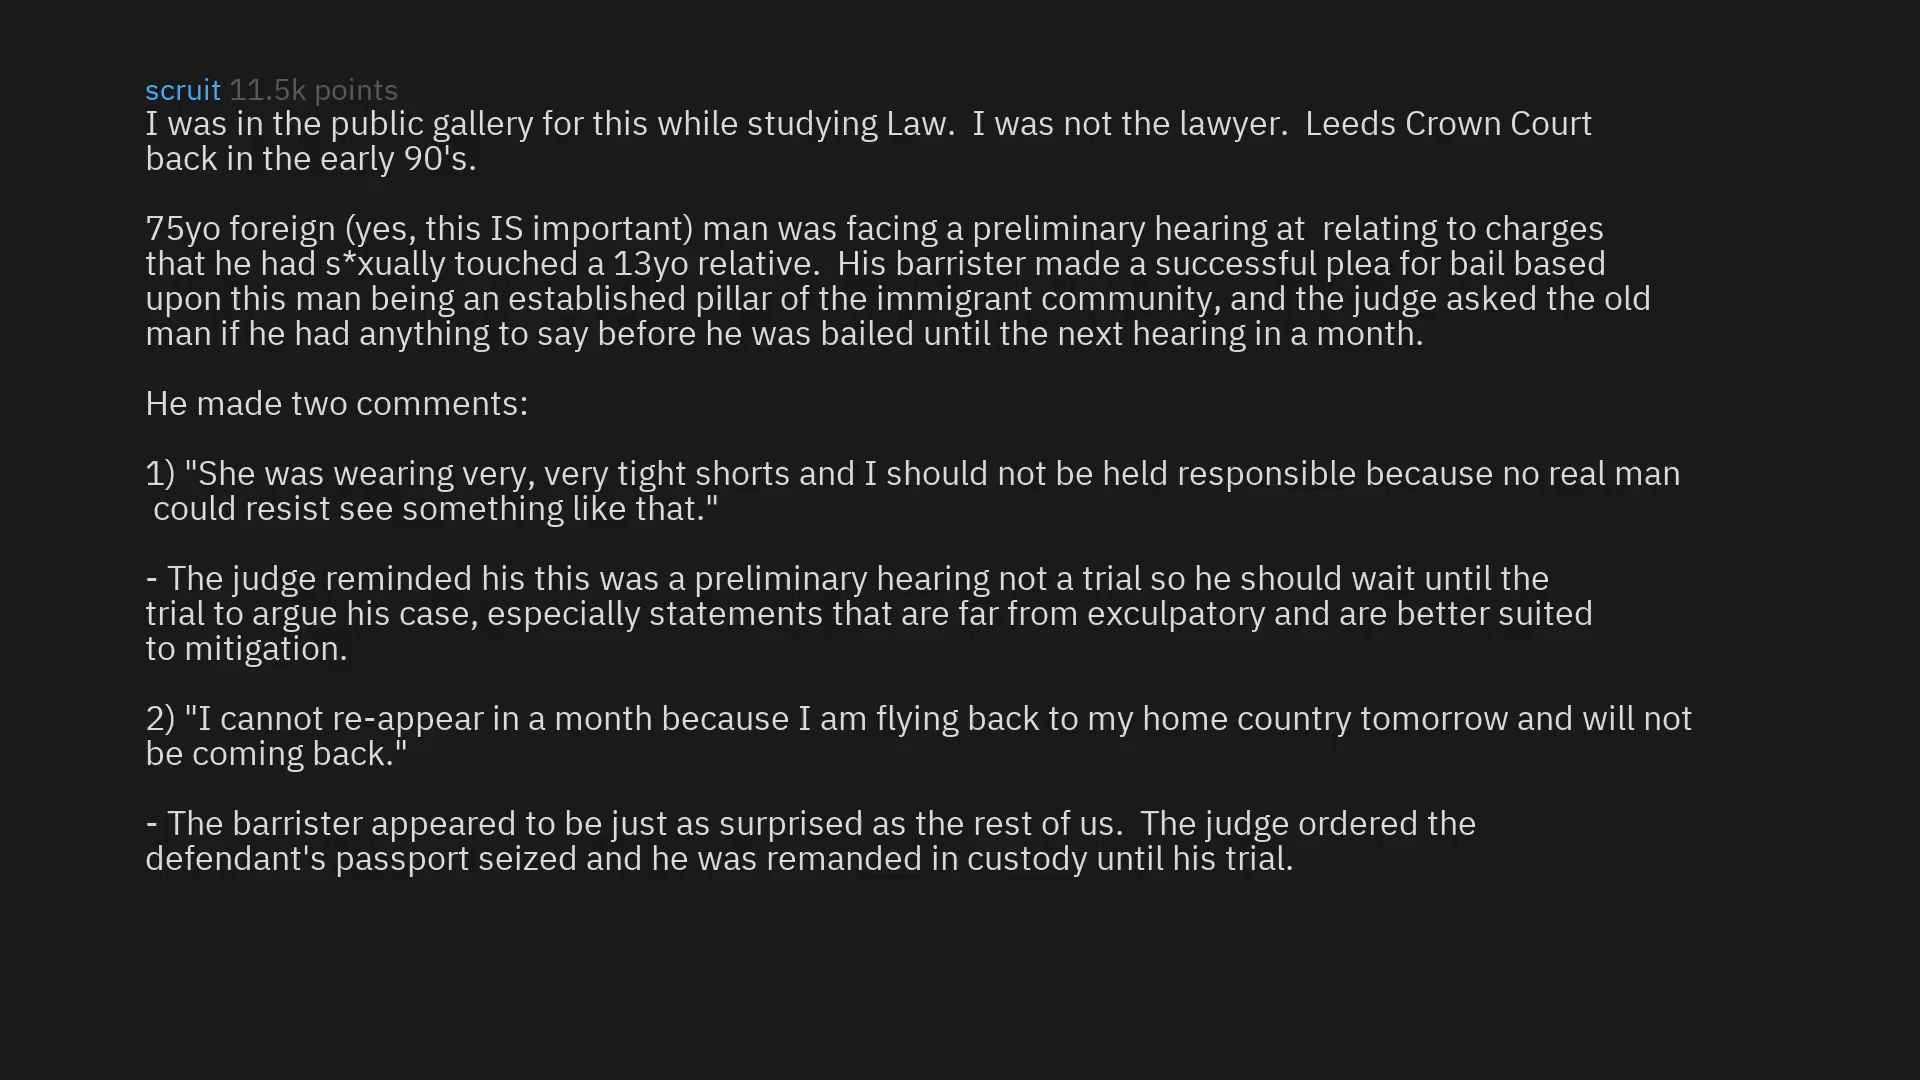 scruit 11.5k points
I was in the public gallery for this while studying Law.  I was not the lawyer.  Leeds Crown Court
back in the early 90's.
75yo foreign (yes, this IS important) man was facing a preliminary hearing at  relating to charges
that he had s*xually touched a 13yo relative.  His barrister made a successful plea for bail based
upon this man being an established pillar of the immigrant community, and the judge asked the old
man if he had anything to say before he was bailed until the next hearing in a month.
He made two comments:
1) "She was wearing very, very tight shorts and I should not be held responsible because no real man
could resist see something like that."
- The judge reminded his this was a preliminary hearing not a trial so he should wait until the
trial to argue his case, especially statements that are far from exculpatory and are better suited
to mitigation.
2) "I cannot re-appear in a month because I am flying back to my home country tomorrow and will not
be coming back."
- The barrister appeared to be just as surprised as the rest of us.  The judge ordered the
defendant's passport seized and he was remanded in custody until his trial.